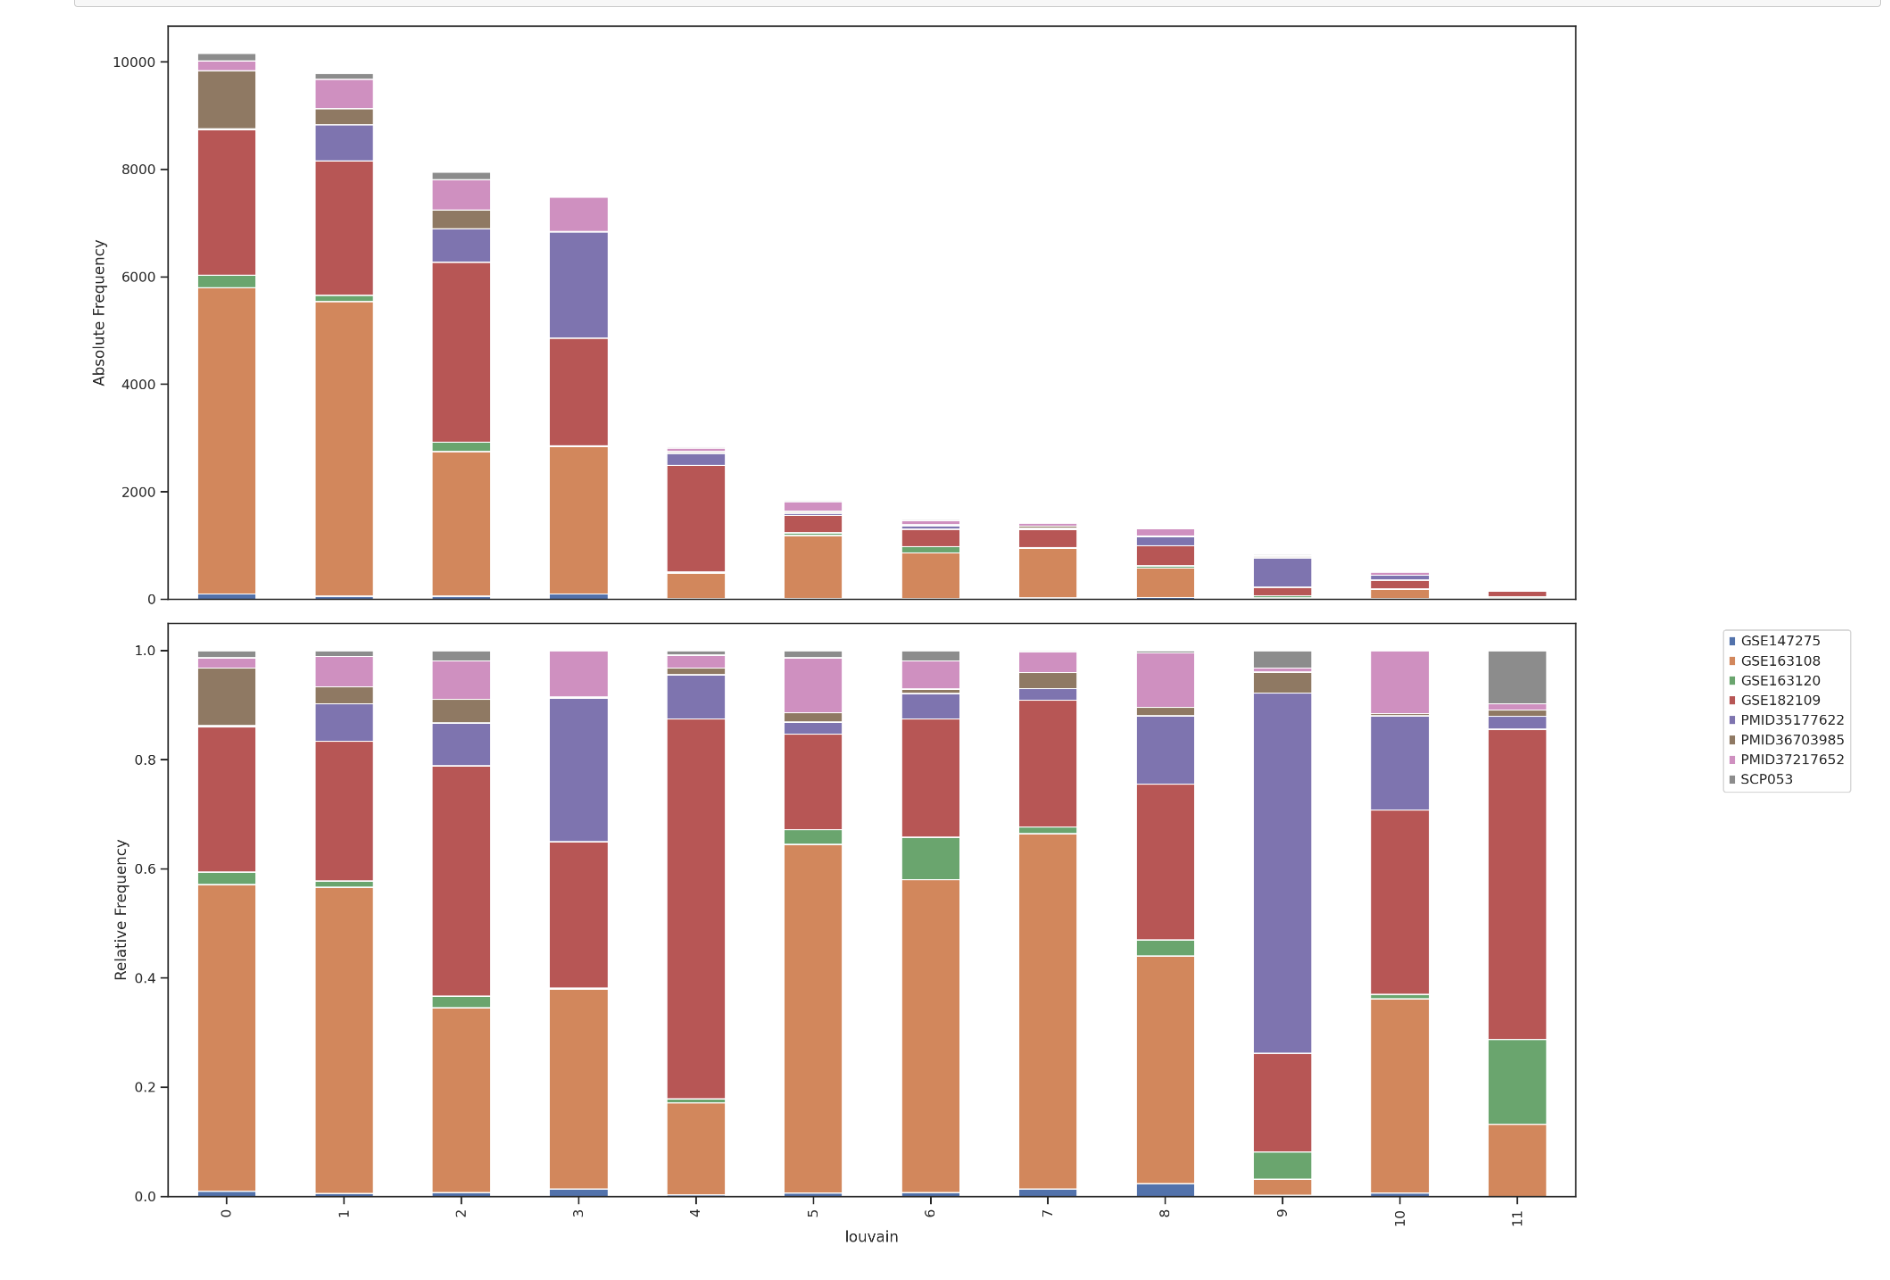 10000
8000
6000
4000
2000
0
Absolute Frequency
1.0
0.8
0.6
0.4
0.2
0.0
Relative Frequency
0 1 2 3 4 5 6 7 8 9 10 11
louvain
GSE147275
GSE163108
GSE163120
GSE182109
PMID35177622
PMID36703985
PMID37217652
SCP053